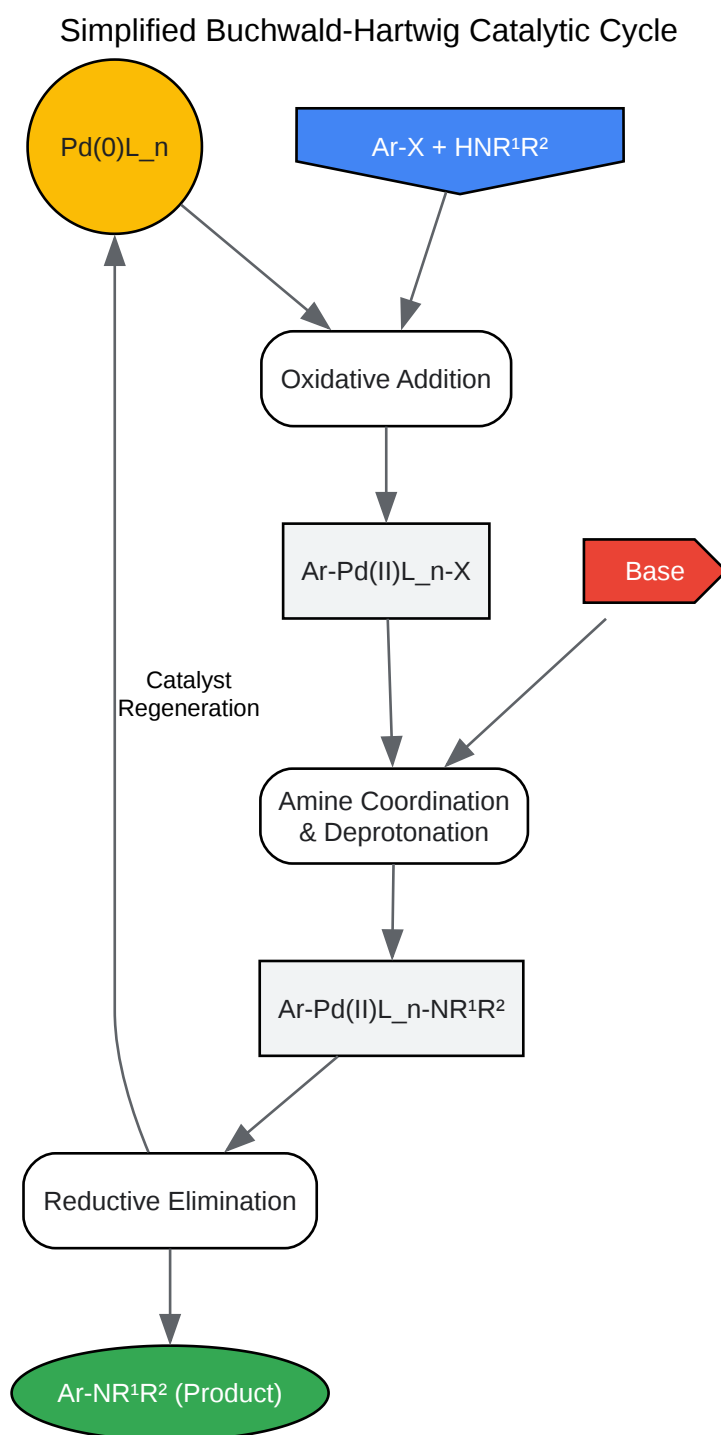 Simplified Buchwald-Hartwig Catalytic Cycle
Pd(0)L_n
Ar-X + HNR¹R²
Oxidative Addition
Ar-Pd(II)L_n-X
Base
Catalyst
Regeneration
Amine Coordination
& Deprotonation
Ar-Pd(II)L_n-NR¹R²
Reductive Elimination
Ar-NR¹R² (Product)